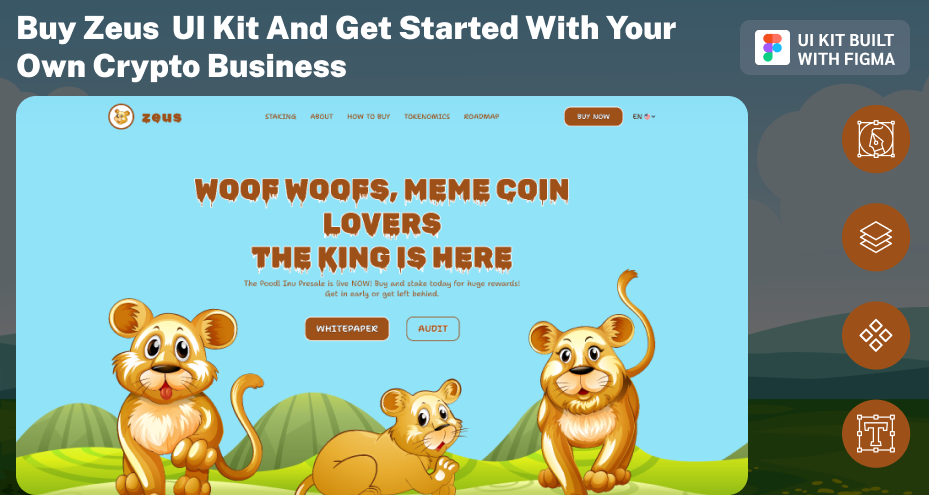 Buy Zeus UI Kit And Get Started With Your
Own Crypto Business
UI KIT BUILT
WITH FIGMA
zeus
STAKING ABOUT HOW TO BUY TOKENOMICS ROADMAP
BUY NOW
EN
WOOF WOOFS, MEME COIN
LOVERS
THE KING IS HERE
The Poodl Inu Presale is live NOW! Buy and stake today for huge rewards!
Get in early or get left behind.
WHITEPAPER
AUDIT
T